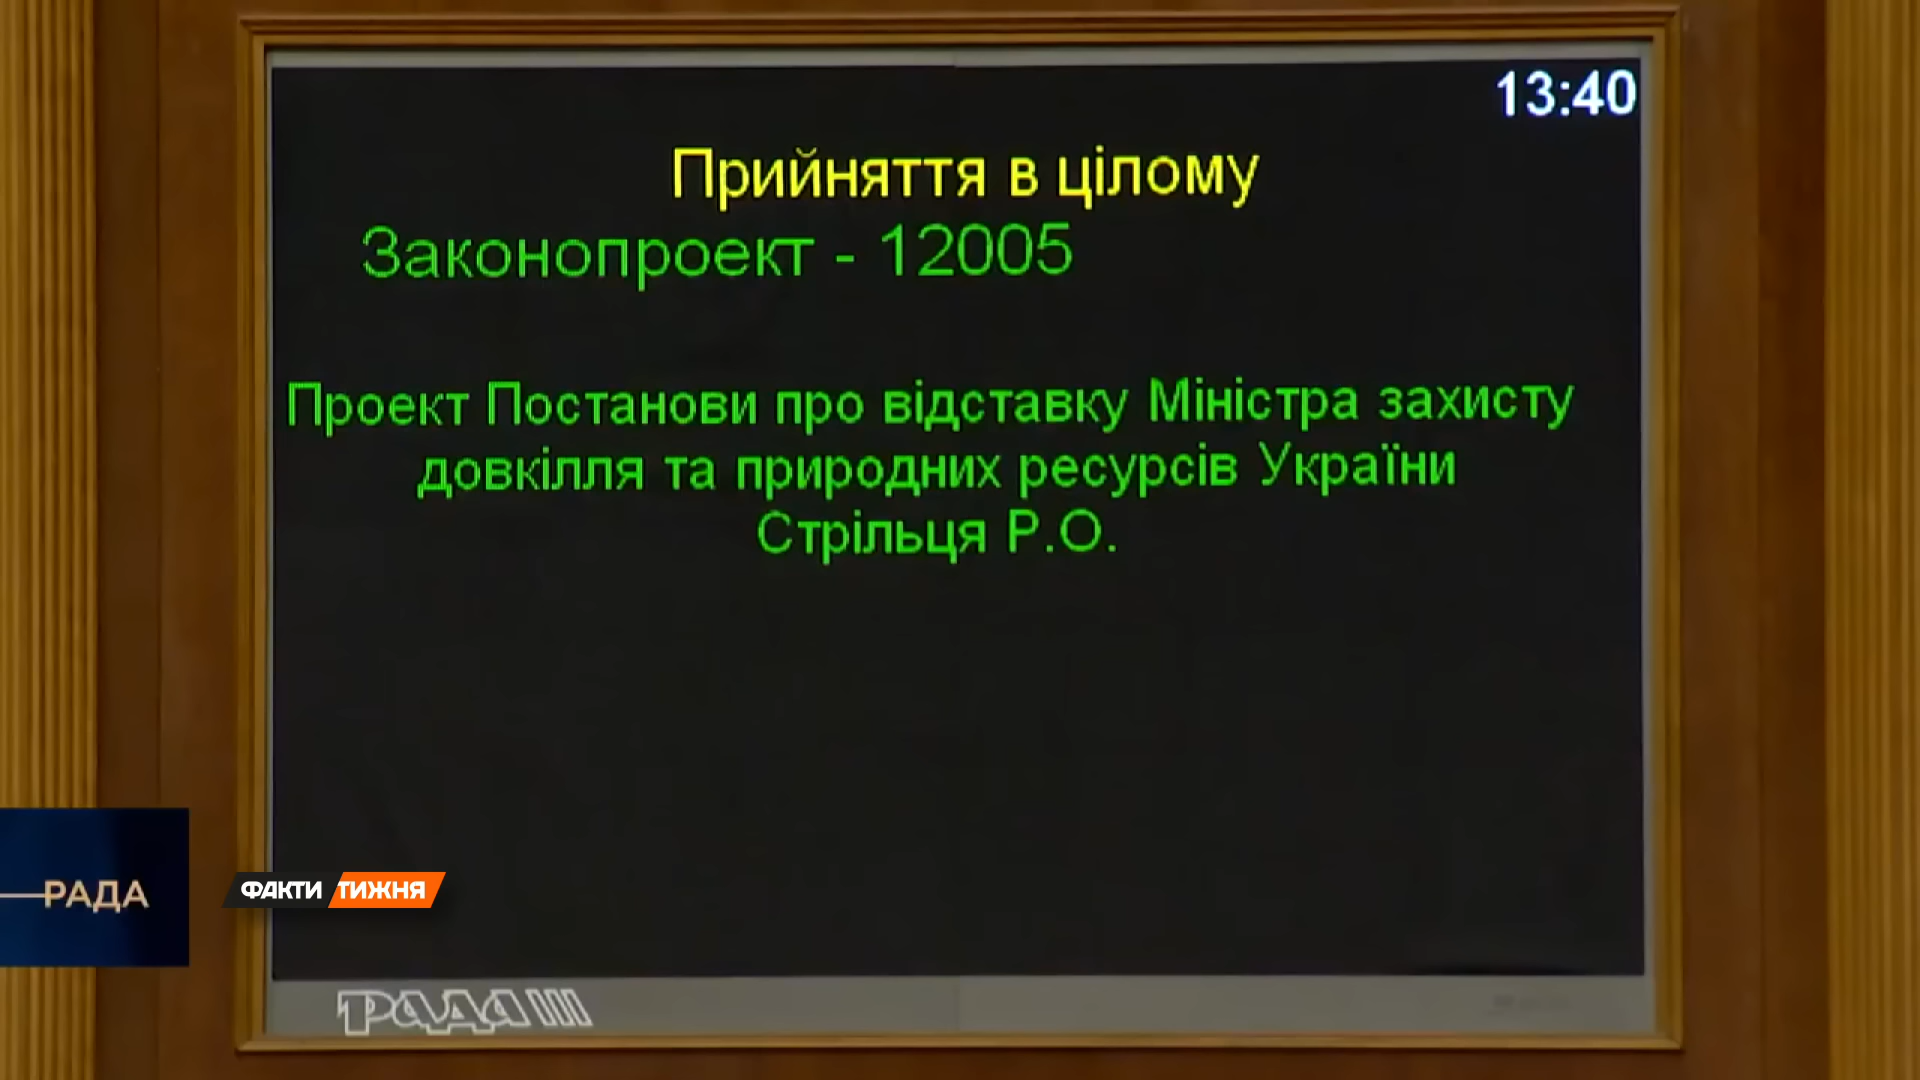 13:40
Прийняття в цілому
Законопроект - 12005
Проект Постанови про відставку Міністра захисту
довкілля та природних ресурсів України
Стрільця Р.О.
РАДА
ФАКТИ ТИЖНЯ
РАДА III